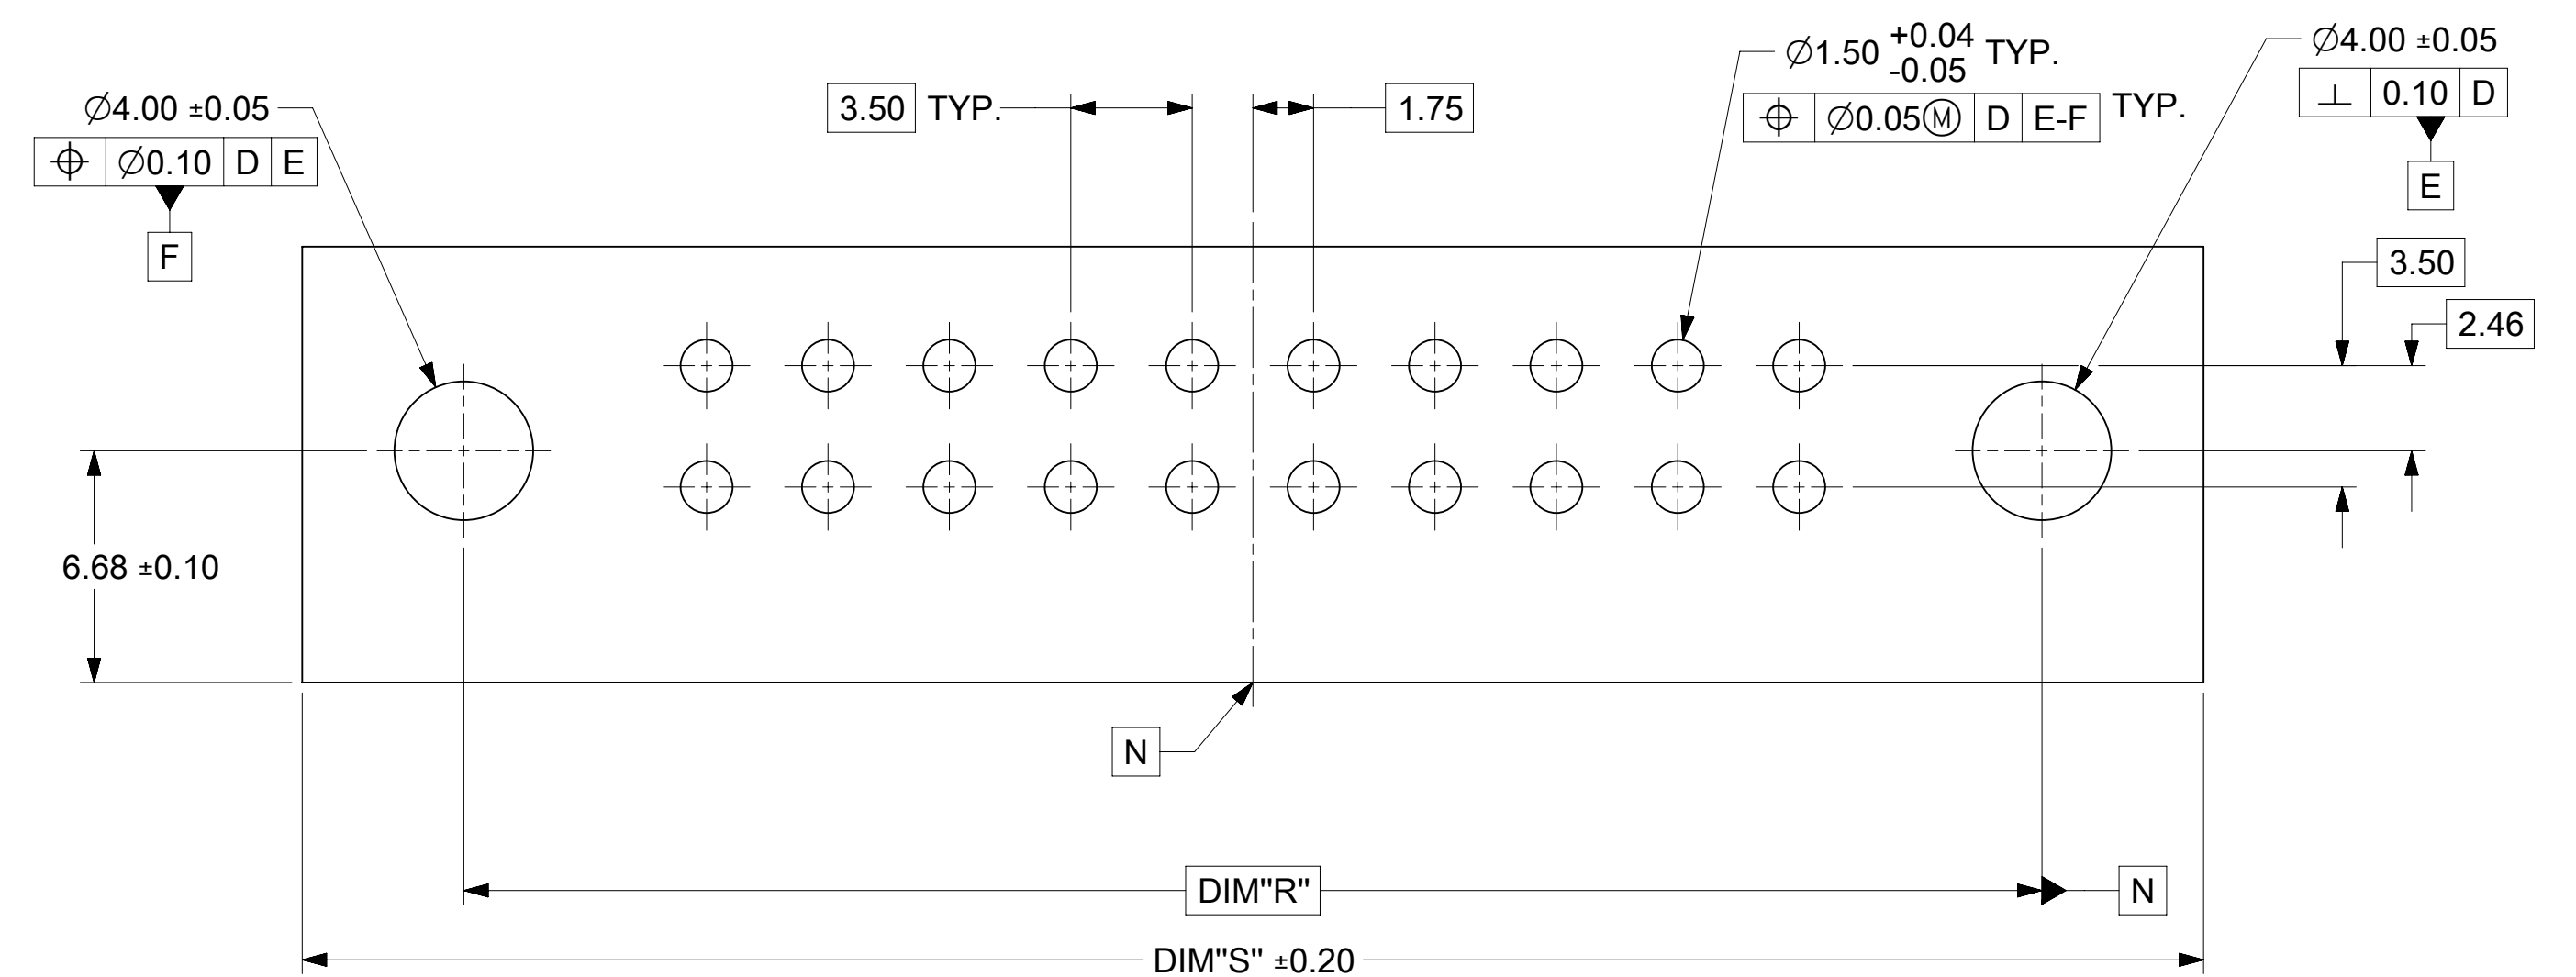 ∅4.00 ±0.05
⌖ ∅0.10 D E
F
3.50 TYP.
1.75
∅1.50 +0.04 TYP.
-0.05
⌖ ∅0.05Ⓜ D E-F TYP.
∅4.00 ±0.05
⊥ 0.10 D
E
3.50
2.46
6.68 ±0.10
N
DIM"R"
N
DIM"S" ±0.20